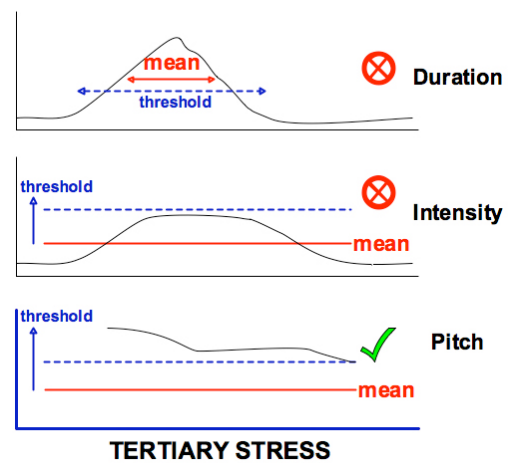 mean
threshold
Duration
threshold
Intensity
mean
threshold
Pitch
mean
TERTIARY STRESS